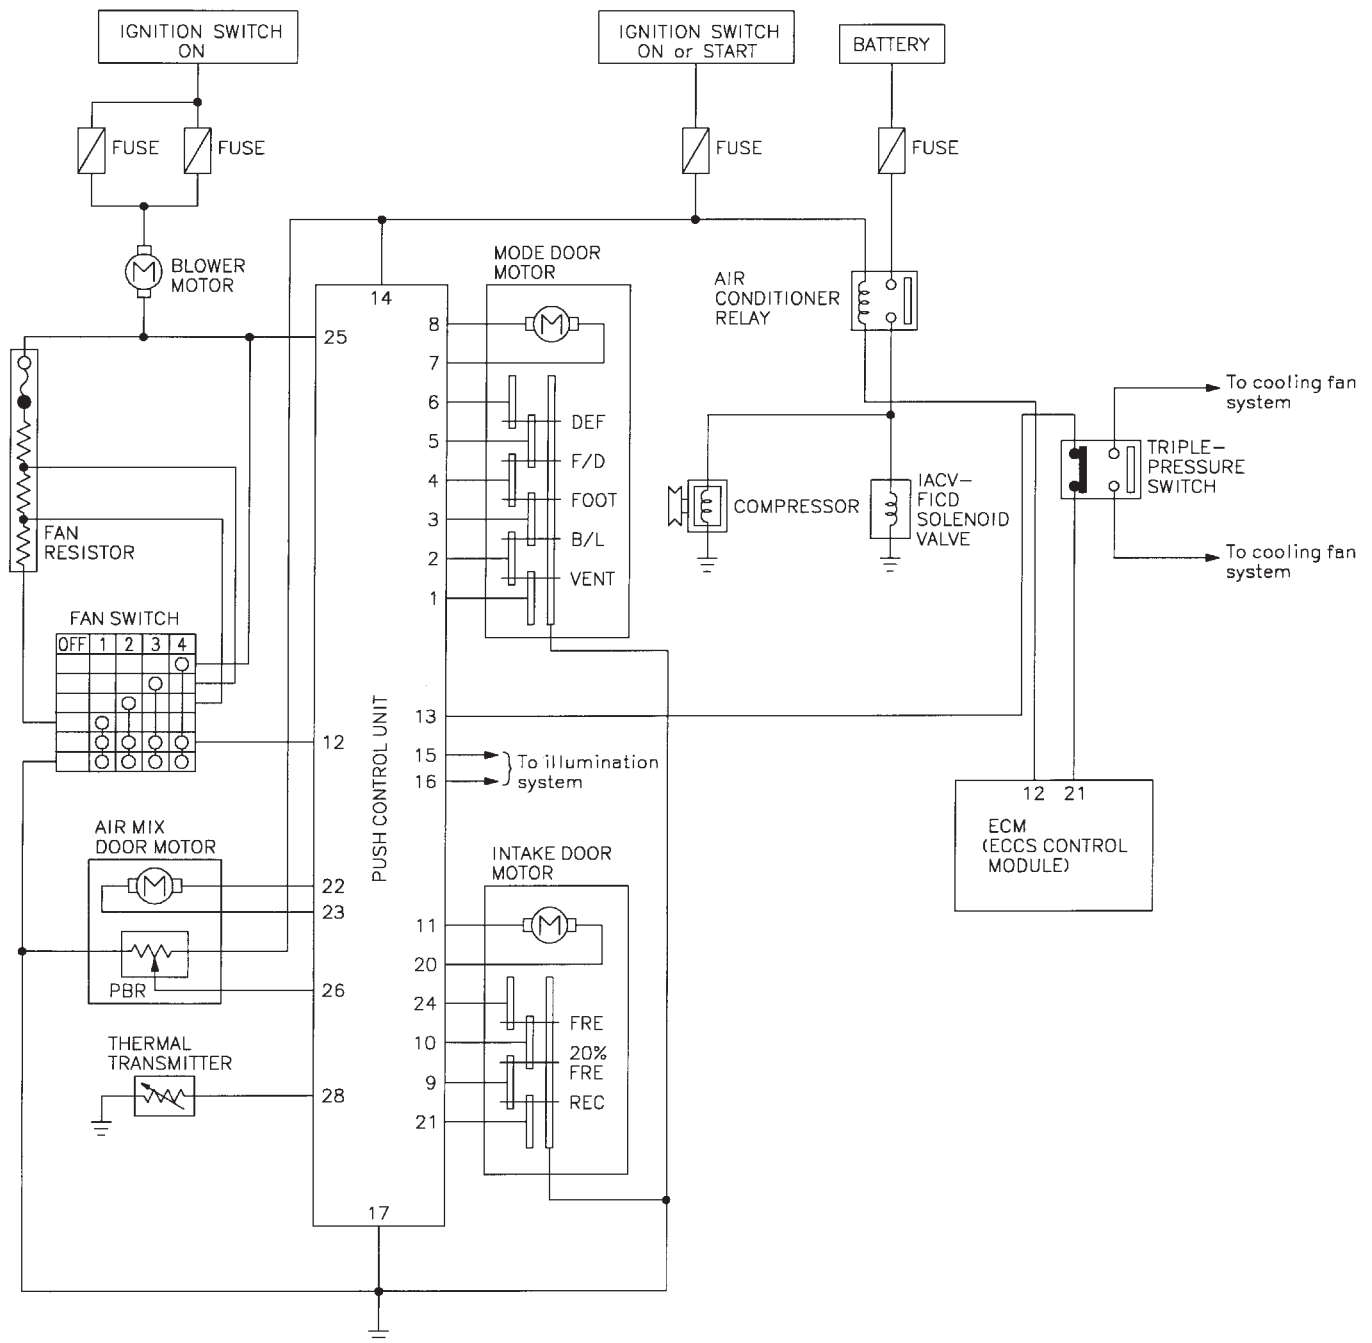 IGNITION SWITCH
ON
IGNITION SWITCH
ON or START
BATTERY
FUSE
FUSE
FUSE
FUSE
BLOWER
MOTOR
MODE DOOR
MOTOR
AIR
CONDITIONER
RELAY
14
25
8
7
6
5
4
3
2
1
DEF
F/D
FOOT
B/L
VENT
To cooling fan
system
TRIPLE-
PRESSURE
SWITCH
To cooling fan
system
COMPRESSOR
IACV-
FICD
SOLENOID
VALVE
FAN
RESISTOR
FAN SWITCH
OFF 1 2 3 4
12
PUSH CONTROL UNIT
13
15
16
To illumination
system
12 21
ECM
(ECCS CONTROL
MODULE)
AIR MIX
DOOR MOTOR
M
M
M
M
22
23
PBR
26
INTAKE DOOR
MOTOR
11
20
24
10
9
21
FRE
20%
FRE
REC
THERMAL
TRANSMITTER
28
17